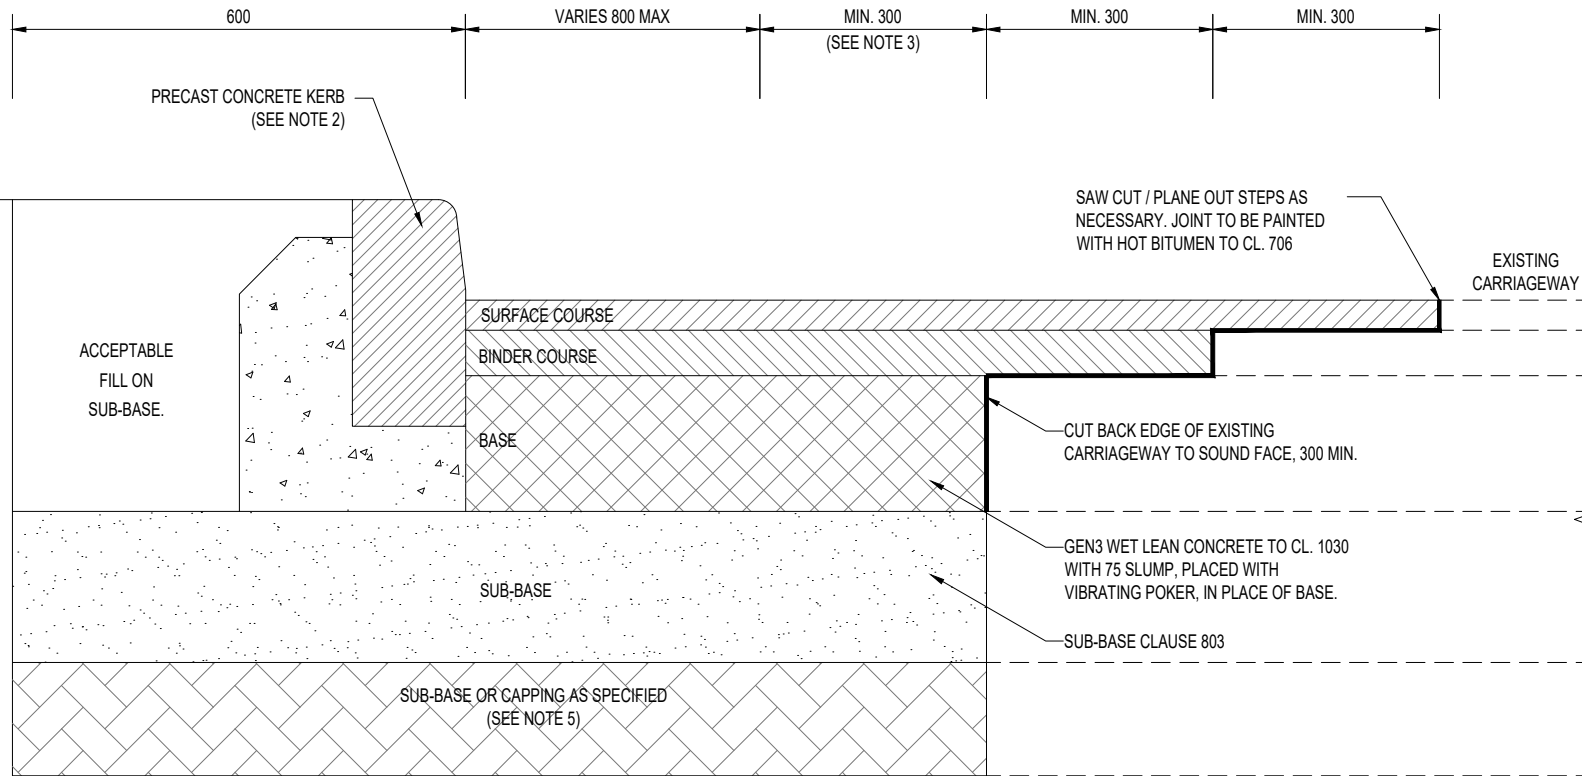 600
VARIES 800 MAX
MIN. 300
(SEE NOTE 3)
MIN. 300
MIN. 300
PRECAST CONCRETE KERB
(SEE NOTE 2)
SAW CUT / PLANE OUT STEPS AS
NECESSARY. JOINT TO BE PAINTED
WITH HOT BITUMEN TO CL. 706
EXISTING
CARRIAGEWAY
SURFACE COURSE
BINDER COURSE
ACCEPTABLE
FILL ON
SUB-BASE.
BASE
CUT BACK EDGE OF EXISTING
CARRIAGEWAY TO SOUND FACE, 300 MIN.
GEN3 WET LEAN CONCRETE TO CL. 1030
WITH 75 SLUMP, PLACED WITH
VIBRATING POKER, IN PLACE OF BASE.
SUB-BASE
SUB-BASE CLAUSE 803
SUB-BASE OR CAPPING AS SPECIFIED
(SEE NOTE 5)